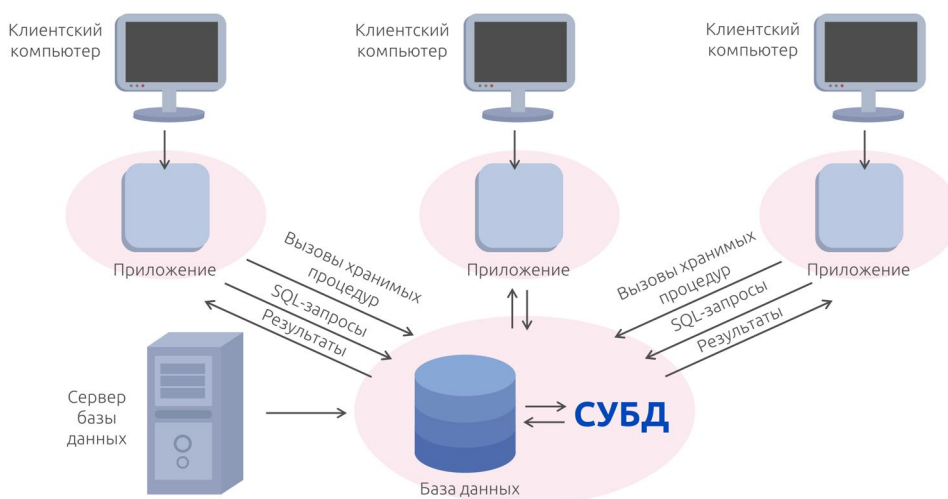 Клиентский
компьютер
Клиентский
компьютер
Клиентский
компьютер
Приложение
Приложение
Приложение
Вызовы хранимых
процедур
SQL-запросы
Результаты
Вызовы хранимых
процедур
SQL-запросы
Результаты
Сервер
базы
данных
СУБД
База данных